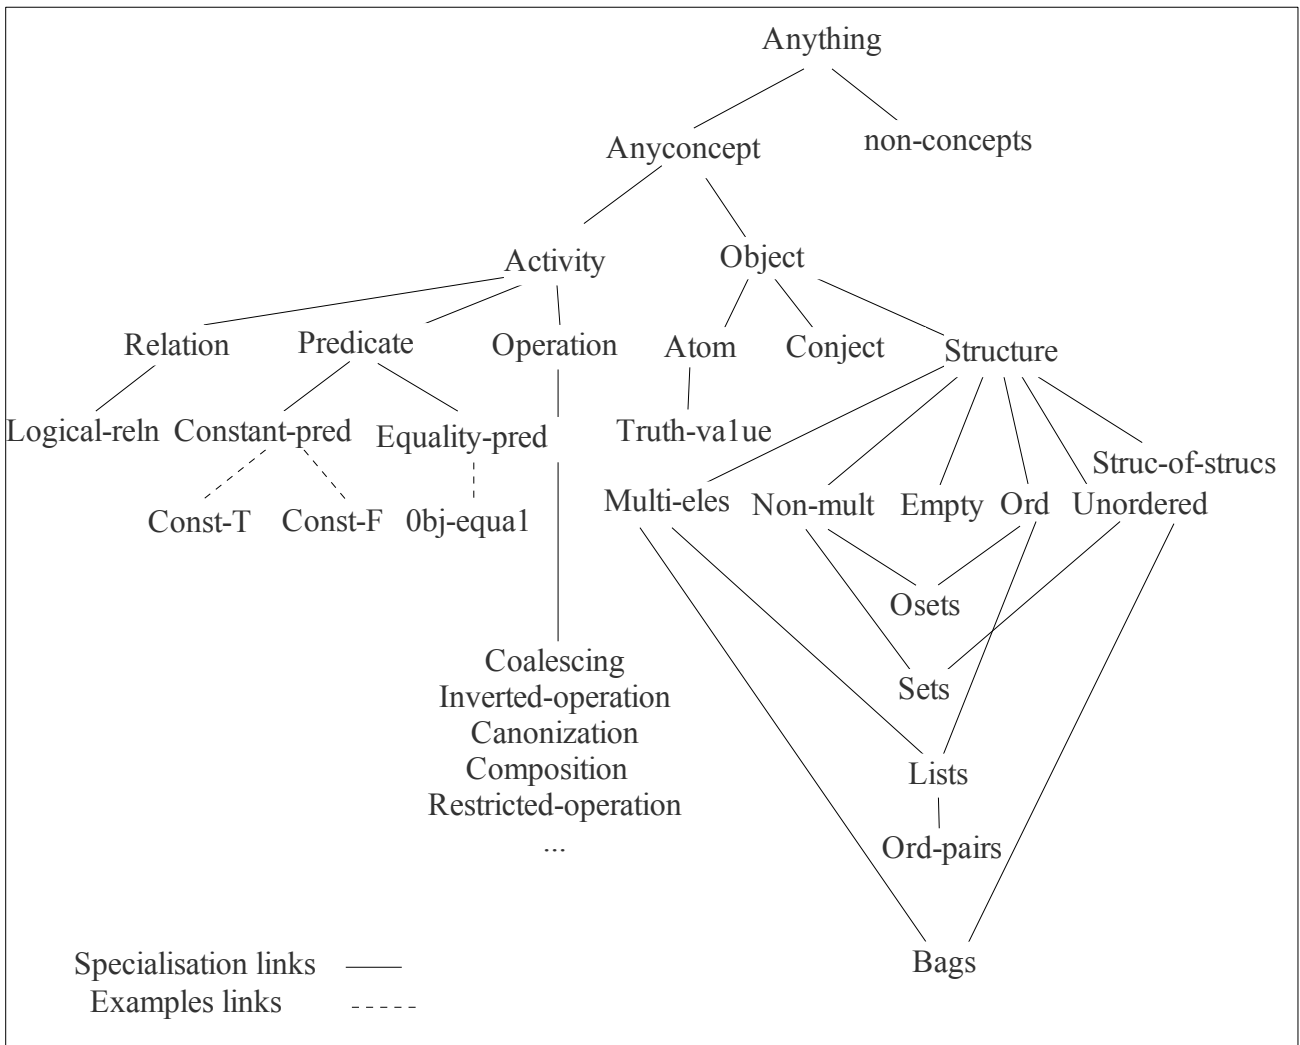 Anything
Anyconcept
non-concepts
Activity
Object
Relation
Predicate
Operation
Atom
Conject
Structure
Logical-reln
Constant-pred
Equality-pred
Truth-va1ue
Struc-of-strucs
Multi-eles
Non-mult
Empty
Ord
Unordered
Const-T
Const-F
0bj-equa1
Osets
Coalescing
Sets
Inverted-operation
Canonization
Composition
Lists
Restricted-operation
...
Ord-pairs
Bags
Specialisation links
Examples links